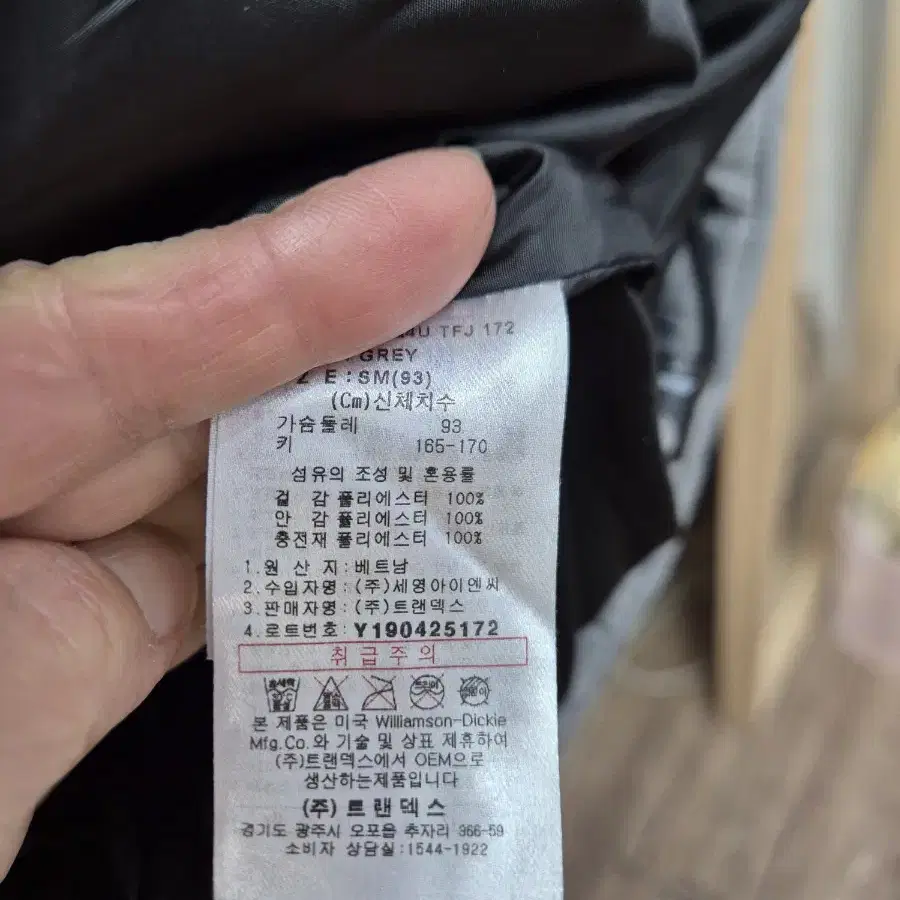 4U TFJ 172
: GREY
Z E : SM(93)
(Cm)신체치수
가슴둘레 93
키 165-170
섬유의 조성 및 혼용률
겉 감 폴리에스터 100%
안 감 폴리에스터 100%
충전재 폴리에스터 100%
1. 원 산 지 : 베트남
2. 수입자명 : (주)세영아이엔씨
3. 판매자명 : (주)트랜덱스
4. 로트번호 : Y190425172
취 급 주 의
본 제품은 미국 Williamson-Dickie
Mfg.Co. 와 기술 및 상표 제휴하여
(주)트랜덱스에서 OEM으로
생산하는제품입니다
(주) 트 랜 덱 스
경기도 광주시 오포읍 추자리 366-59
소비자 상담실:1544-1922